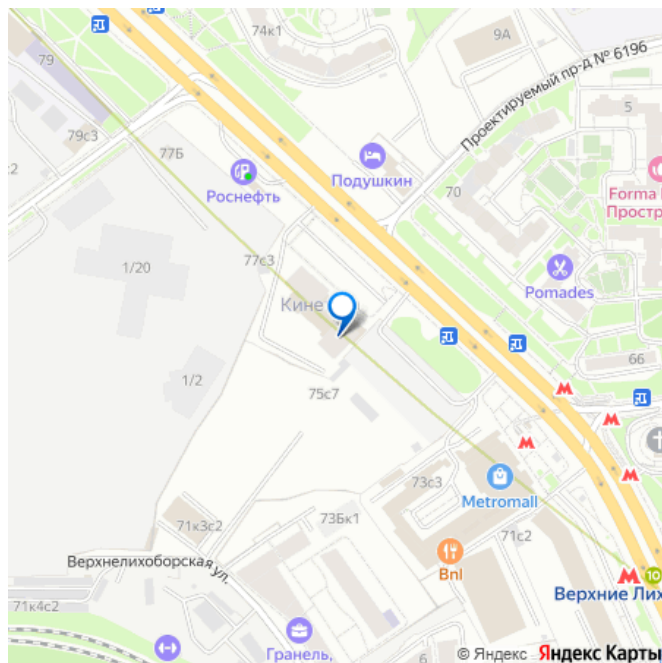 74к1
9А
79
Проектируемый пр-д № 6196
79с3
77Б
5
Роснефть
Подушкин
70
Forma
Простр
77с3
1/20
Pomades
Кине
66
1/2
75с7
73с3
Metromall
73Бк1
71к3с2
71с2
Bnl
Верхнелихоборская ул.
10
Верхние Лих
71к4с2
Гранель,
6
© Яндекс Яндекс Карты